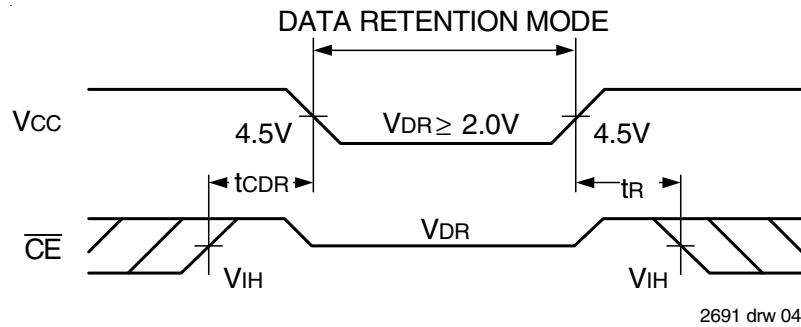 DATA RETENTION MODE
VCC
4.5V
VDR ≥ 2.0V
4.5V
tCDR
tR
CE
VDR
VIH
VIH
2691 drw 04